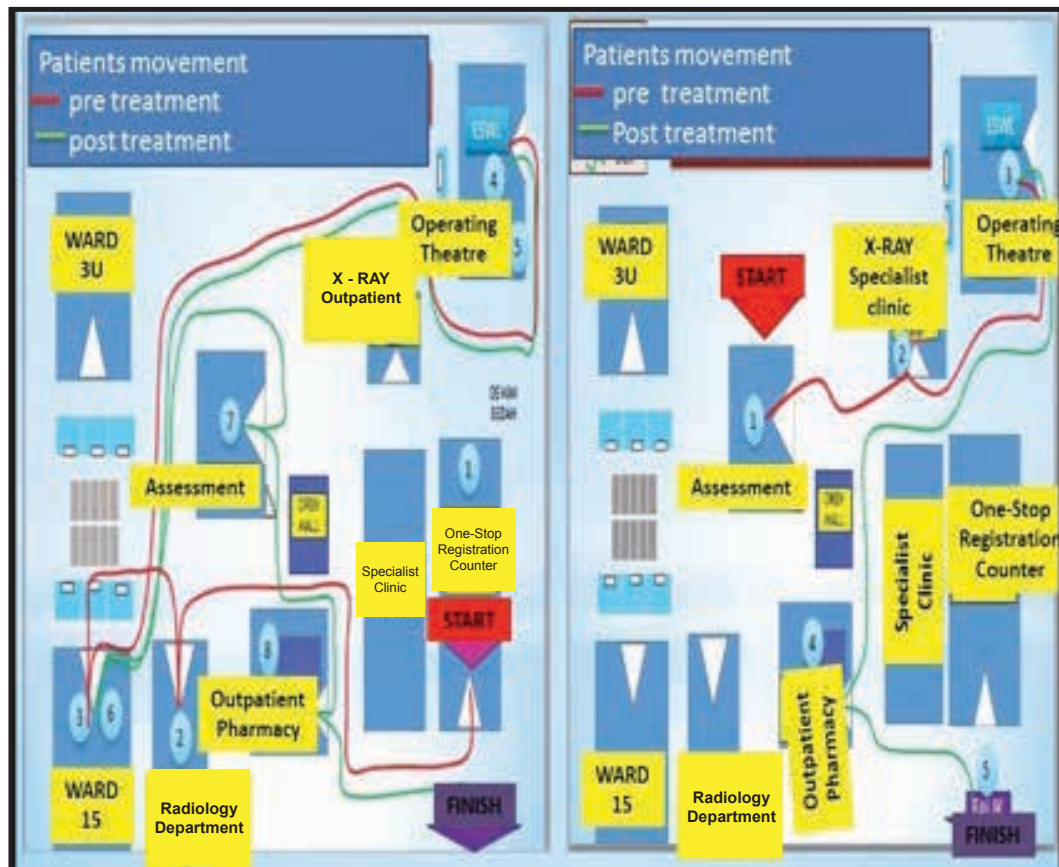 Patients movement
pre treatment
post treatment
ESWL
4
Operating
Theatre
5
WARD
3U
X - RAY
Outpatient
7
Assessment
1
One-Stop
Registration
Counter
Specialist
Clinic
START
8
Outpatient
Pharmacy
3
6
2
WARD
15
Radiology
Department
FINISH
Patients movement
pre treatment
Post treatment
ESWL
3
Operating
Theatre
WARD
3U
START
X-RAY
Specialist
clinic
2
1
Assessment
Specialist
Clinic
One-Stop
Registration
Counter
4
Outpatient
Pharmacy
WARD
15
Radiology
Department
5
FINISH